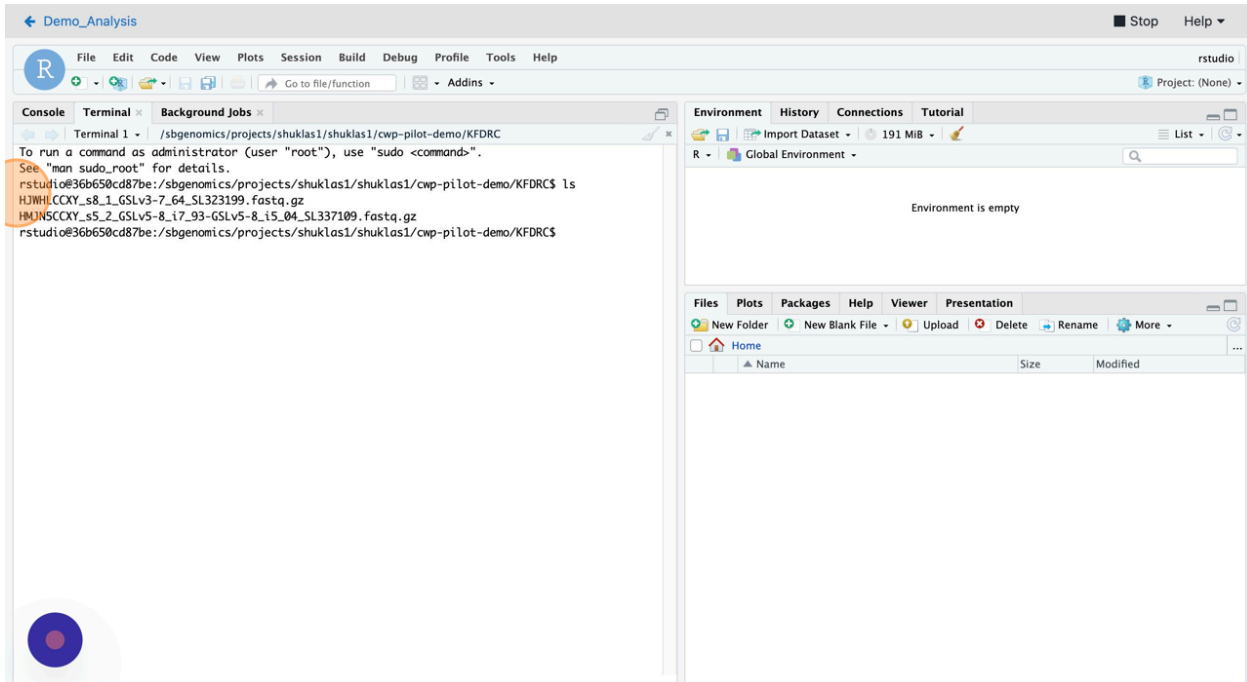 Demo_Analysis
Stop Help
R
File Edit Code View Plots Session Build Debug Profile Tools Help
rstudio
Go to file/function
Addins
R Project: (None)
Console Terminal Background Jobs
Terminal 1 /sbgenomics/projects/shuklas1/shuklas1/cwp-pilot-demo/KFDRC
To run a command as administrator (user "root"), use "sudo <command>".
See "man sudo_root" for details.
rstudio@36b650cd87be:/sbgenomics/projects/shuklas1/shuklas1/cwp-pilot-demo/KFDRC$ ls
HJWHLCCXY_s8_1_GSLv3-7_64_SL323199.fastq.gz
HMJN5CCXY_s5_2_GSLv5-8_i7_93-GSLv5-8_i5_04_SL337109.fastq.gz
rstudio@36b650cd87be:/sbgenomics/projects/shuklas1/shuklas1/cwp-pilot-demo/KFDRC$
Environment History Connections Tutorial
Import Dataset 191 MiB List
R Global Environment
Environment is empty
Files Plots Packages Help Viewer Presentation
New Folder New Blank File Upload Delete Rename More
Home ...
Name Size Modified